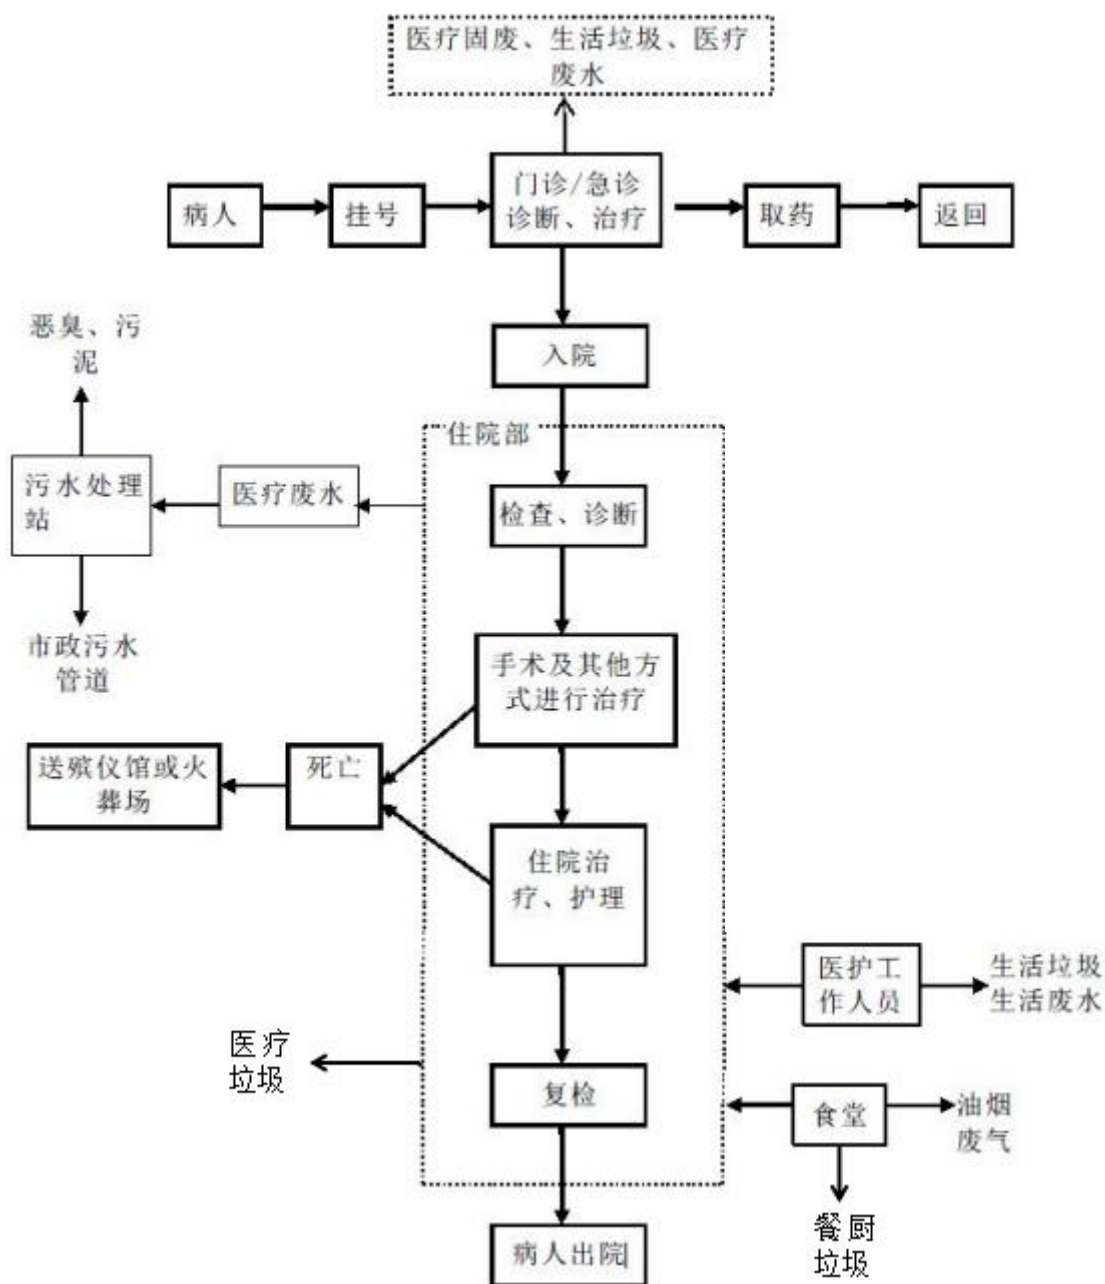 医疗固废、生活垃圾、医疗
废水
病人
挂号
门诊/急诊
诊断、治疗
取药
返回
入院
恶臭、污
泥
住院部
污水处理
站
医疗废水
检查、诊断
市政污水
管道
手术及其他方
式进行治疗
送殡仪馆或火
葬场
死亡
住院治
疗、护理
医护工
作人员
生活垃圾
生活废水
医疗
垃圾
复检
食堂
油烟
废气
病人出院
餐厨
垃圾